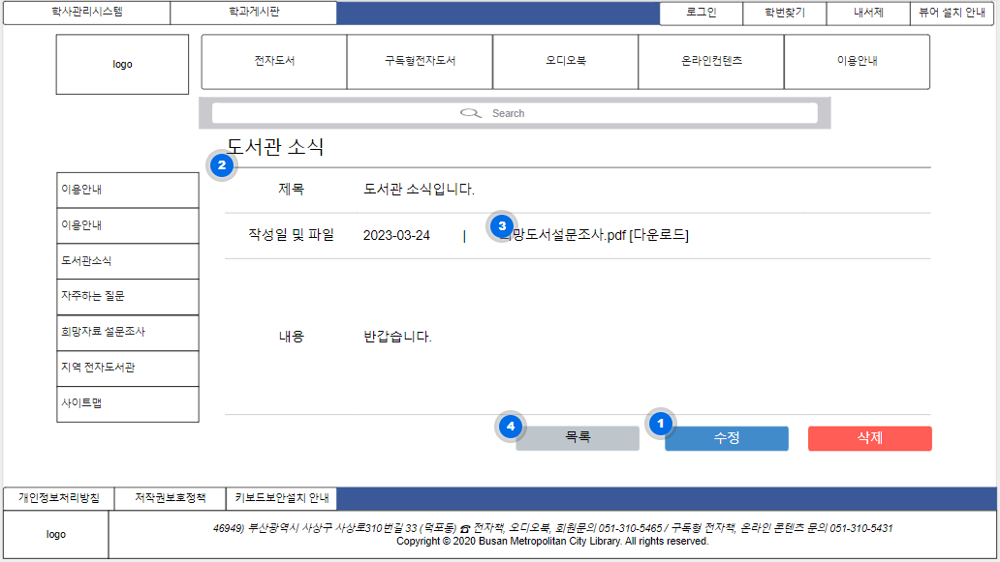 학사관리시스템 학과게시판 로그인 학번찾기 내서제 뷰어 설치 안내
logo 전자도서 구독형전자도서 오디오북 온라인컨텐츠 이용안내
Search
도서관 소식
2
제목 도서관 소식입니다.
3
작성일 및 파일 2023-03-24 | 망도서설문조사.pdf [다운로드]
내용 반갑습니다.
이용안내
이용안내
도서관소식
자주하는 질문
희망자료 설문조사
지역 전자도서관
사이트맵
4 목록 1 수정 삭제
개인정보처리방침 저작권보호정책 키보드보안설치 안내
logo
46949) 부산광역시 사상구 사상로310번길 33 (덕포동) ☎ 전자책, 오디오북, 회원문의 051-310-5465 / 구독형 전자책, 온라인 콘텐츠 문의 051-310-5431
Copyright © 2020 Busan Metropolitan City Library. All rights reserved.